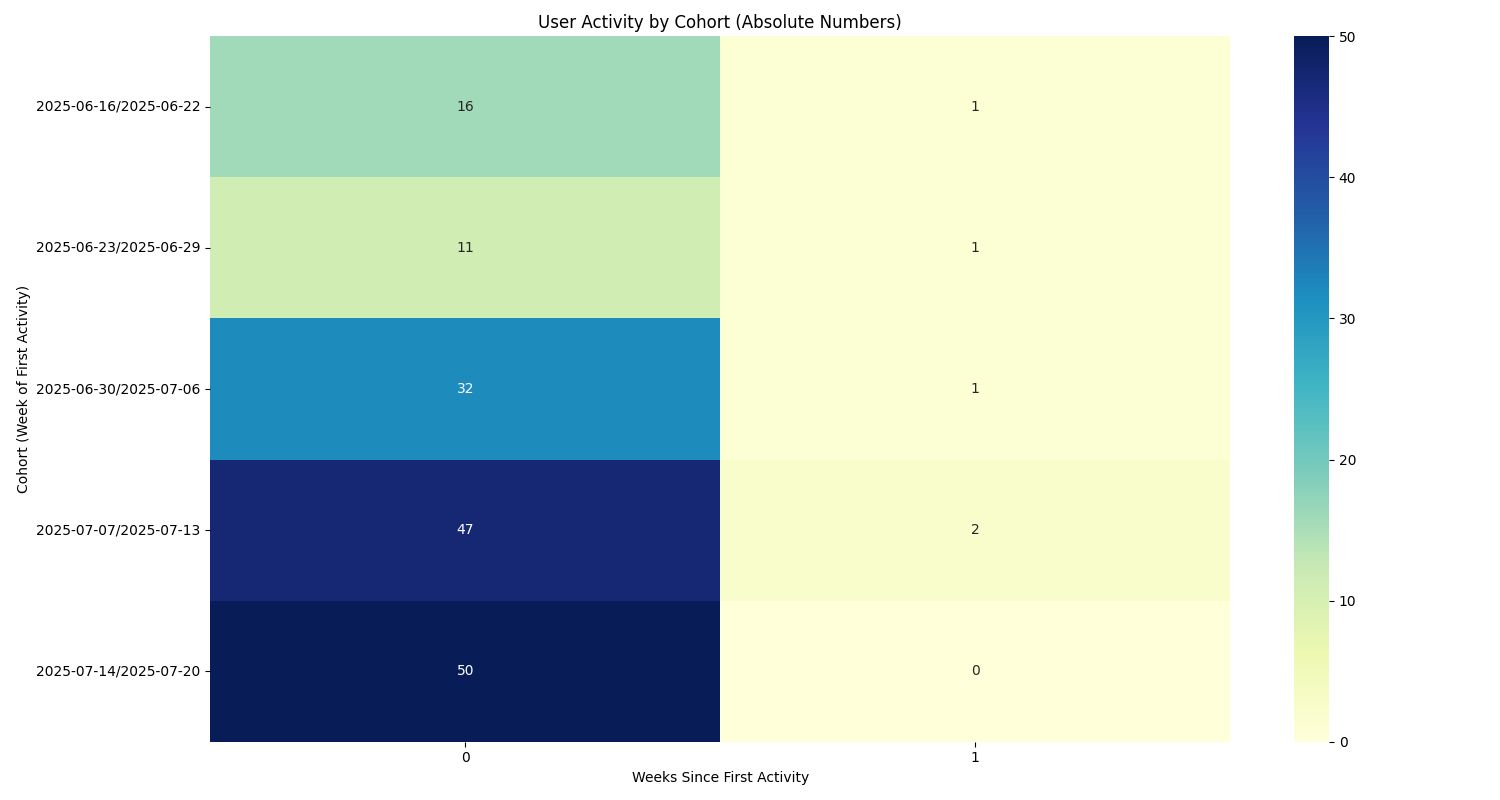 User Activity by Cohort (Absolute Numbers)
Cohort (Week of First Activity)
2025-06-16/2025-06-22 16 1
2025-06-23/2025-06-29 11 1
2025-06-30/2025-07-06 32 1
2025-07-07/2025-07-13 47 2
2025-07-14/2025-07-20 50 0
0 1
Weeks Since First Activity
50
40
30
20
10
0